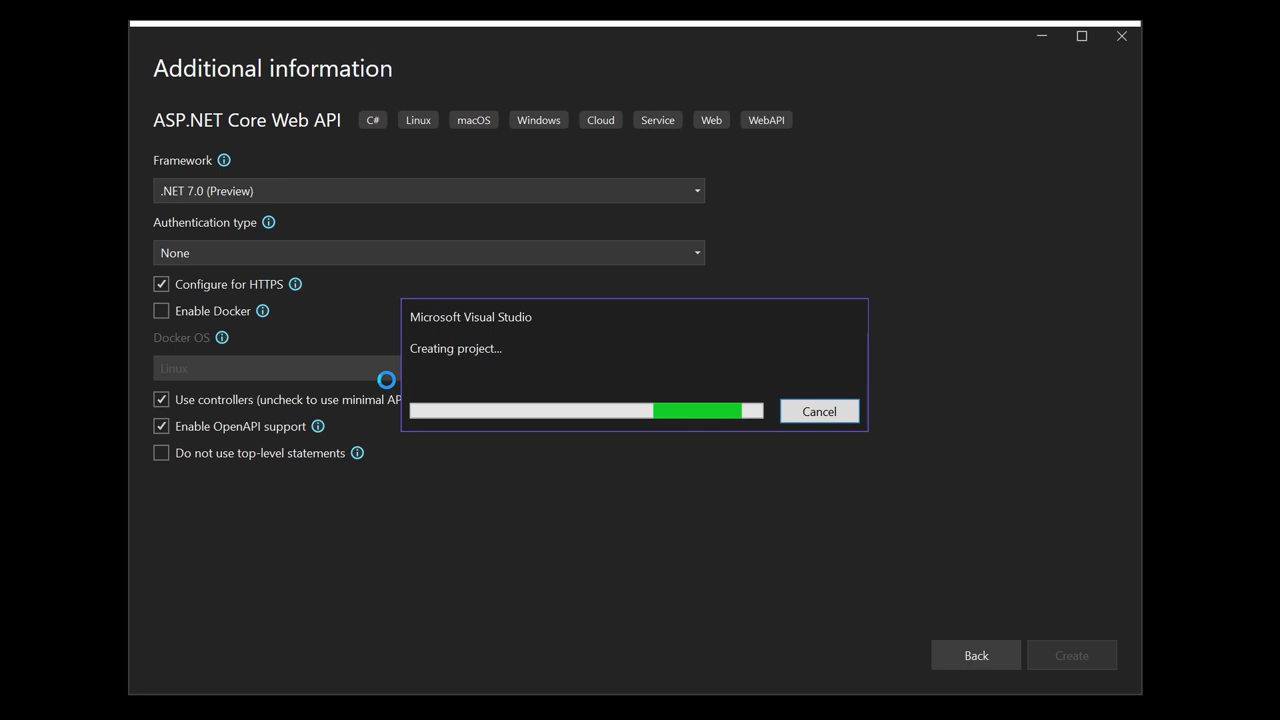 Additional information
ASP.NET Core Web API C# Linux macOS Windows Cloud Service Web WebAPI
Framework
.NET 7.0 (Preview)
Authentication type
None
Configure for HTTPS
Enable Docker
Docker OS
Linux
Use controllers (uncheck to use minimal AP
Enable OpenAPI support
Do not use top-level statements
Microsoft Visual Studio
Creating project...
Cancel
Back Create